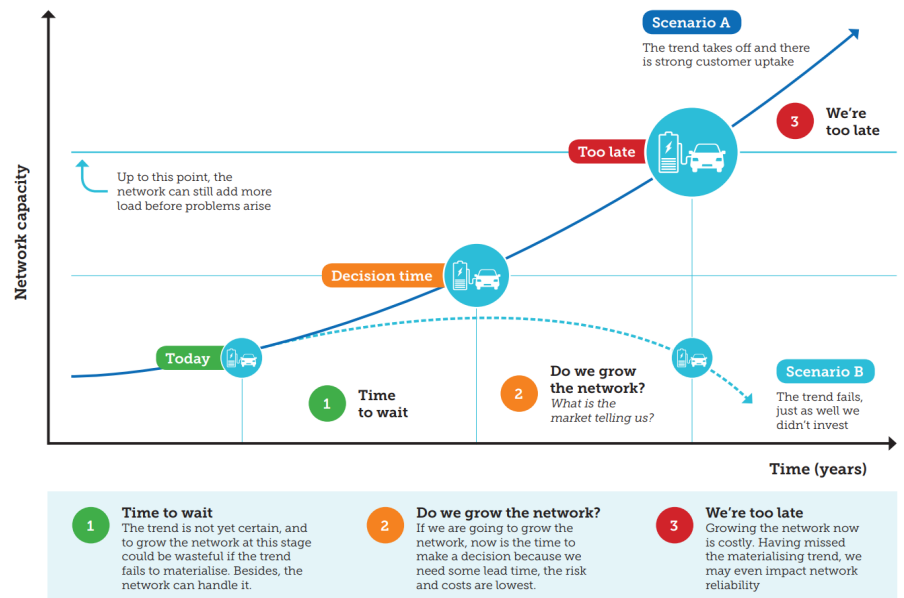 Scenario A
The trend takes off and there
is strong customer uptake
3
We're
too late
Too late
Up to this point, the
network can still add more
load before problems arise
Network capacity
Decision time
Today
1
Time
to wait
2
Do we grow
the network?
What is the
market telling us?
Scenario B
The trend fails,
just as well we
didn't invest
Time (years)
1
Time to wait
The trend is not yet certain, and
to grow the network at this stage
could be wasteful if the trend
fails to materialise. Besides, the
network can handle it.
2
Do we grow the network?
If we are going to grow the
network, now is the time to
make a decision because we
need some lead time, the risk
and costs are lowest.
3
We're too late
Growing the network now
is costly. Having missed
the materialising trend, we
may even impact network
reliability